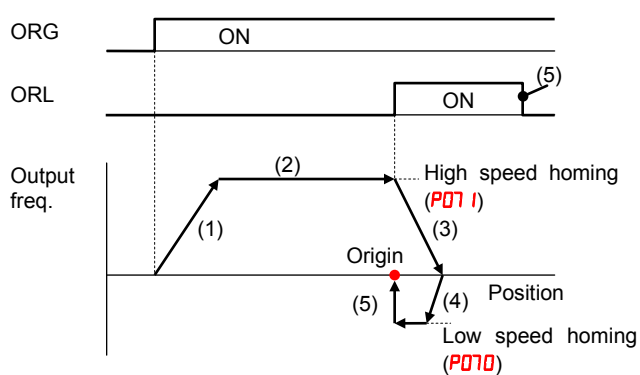 ORG
ON
ORL
ON
(5)
Output
freq.
(2)
High speed homing
(P071)
(1)
(3)
Origin
(5)
(4)
Position
Low speed homing
(P070)